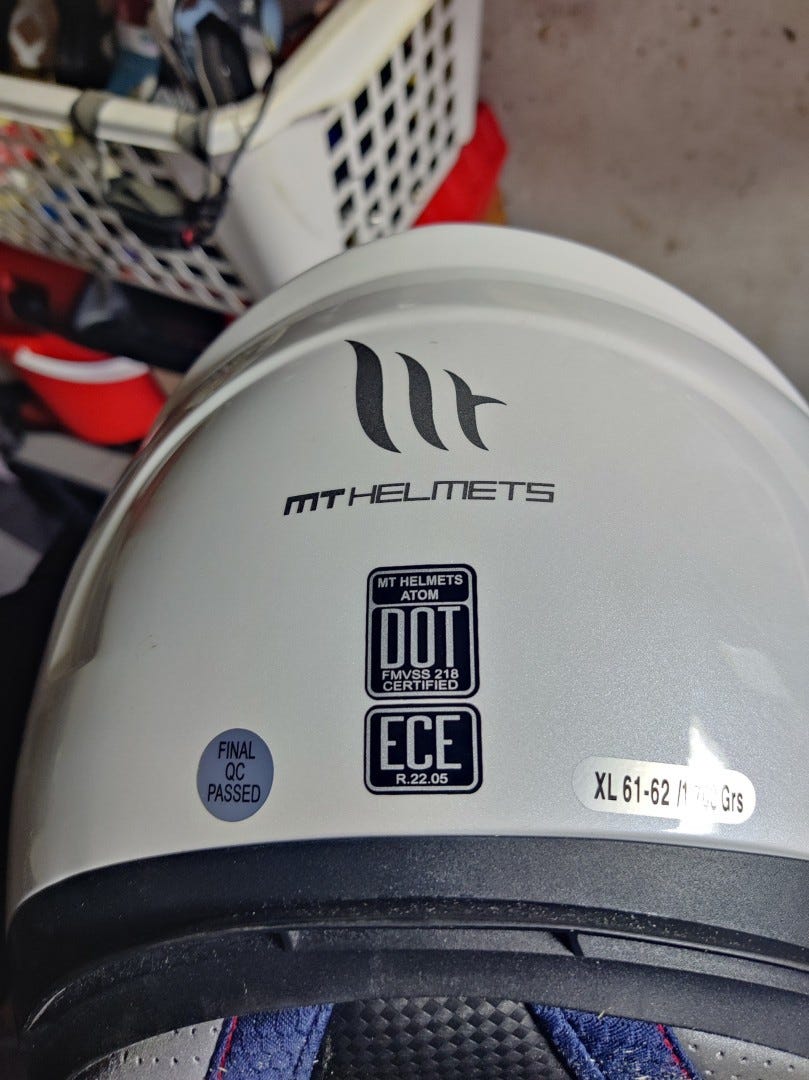 MT HELMETS
MT HELMETS
ATOM
DOT
FMVSS 218
CERTIFIED
ECE
R.22.05
FINAL
QC
PASSED
XL 61-62 Grs